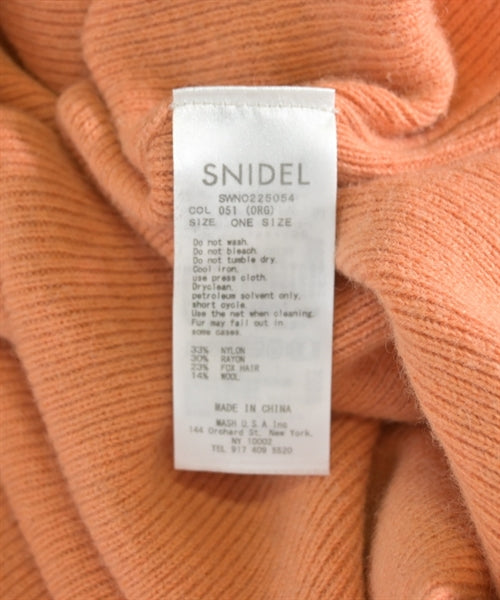 SNIDEL
SWNO225054
COL 051 (ORG)
SIZE ONE SIZE
Do not wash.
Do not bleach.
Do not tumble dry.
Cool iron.
use press cloth.
Dryclean,
petroleum solvent only,
short cycle.
Use the net when cleaning.
Fur may fall out in
some cases.
33% NYLON
30% RAYON
23% FOX HAIR
14% WOOL
MADE IN CHINA
MASH U.S.A Inc
144 Orchard St. New York.
NY 10002
TEL 917 409 5520